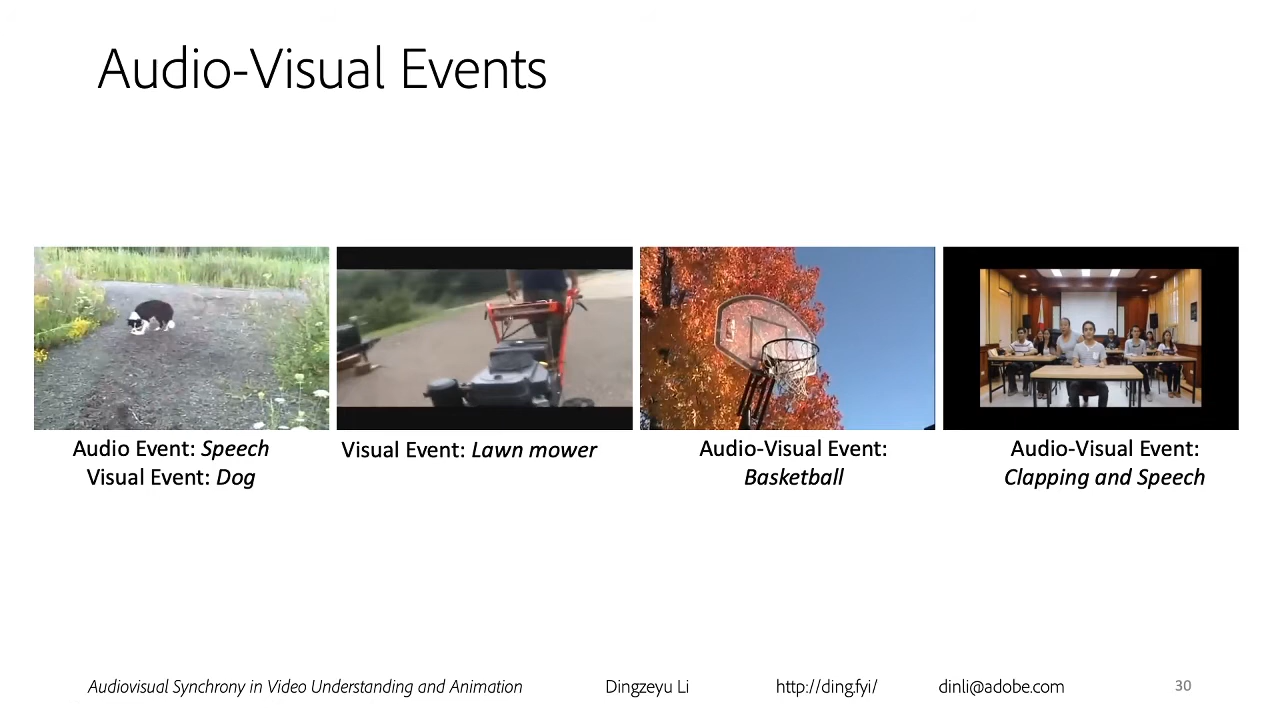 Audio-Visual Events
Audio Event: Speech
Visual Event: Dog
Visual Event: Lawn mower
Audio-Visual Event:
Basketball
Audio-Visual Event:
Clapping and Speech
Audiovisual Synchrony in Video Understanding and Animation
Dingzeyu Li
http://ding.fyi/
dinli@adobe.com
30